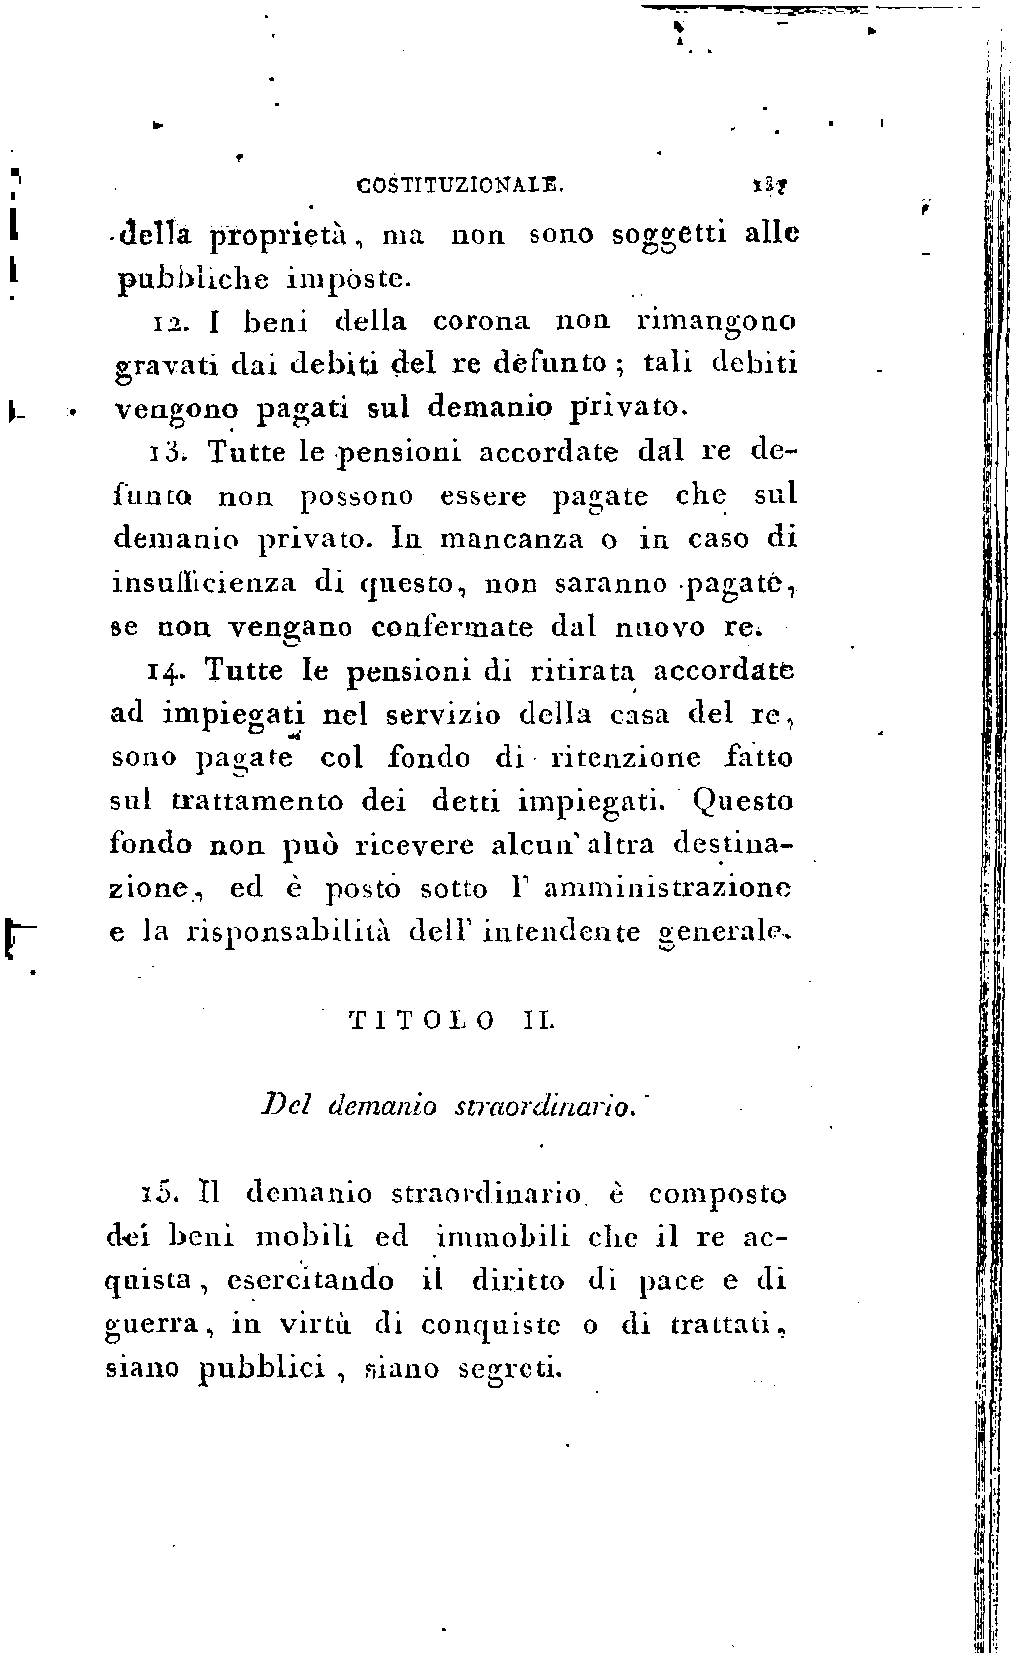 COSTITUZIONALE. 137
della proprietà, ma non sono soggetti alle
pubbliche imposte.
12. I beni della corona non rimangono
gravati dai debiti del re defunto ; tali debiti
vengono pagati sul demanio privato.
13. Tutte le pensioni accordate dal re de-
funto non possono essere pagate che sul
demanio privato. In mancanza o in caso di
insufficienza di questo, non saranno pagate,
se non vengano confermate dal nuovo re.
14. Tutte le pensioni di ritirata accordate
ad impiegati nel servizio della casa del re,
sono pagate col fondo di ritenzione fatto
sul trattamento dei detti impiegati. Questo
fondo non può ricevere alcun' altra destina-
zione, ed è posto sotto l' amministrazione
e la risponsabilità dell' intendente generale.
TITOLO II.
Del demanio straordinario.
15. Il demanio straordinario è composto
dei beni mobili ed immobili che il re ac-
quista, esercitando il diritto di pace e di
guerra, in virtù di conquiste o di trattati,
siano pubblici , siano segreti.